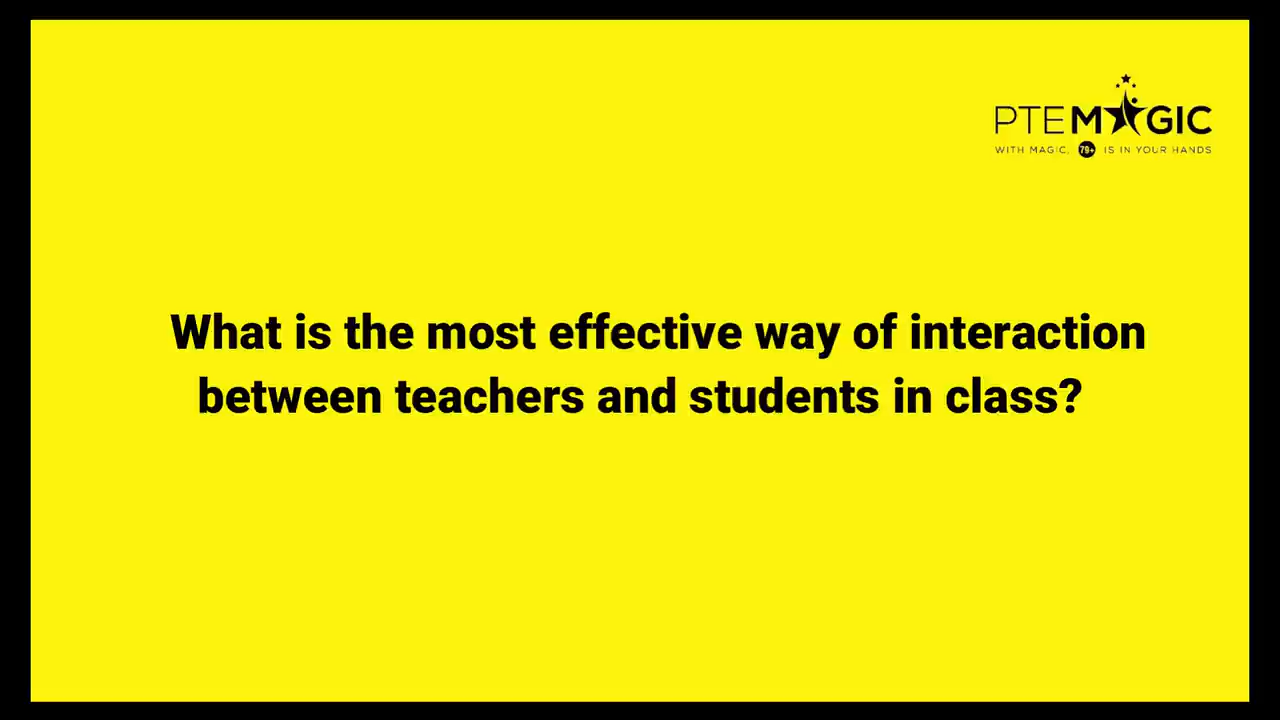 PTEMAGIC
WITH MAGIC, 79+ IS IN YOUR HANDS
What is the most effective way of interaction
between teachers and students in class?